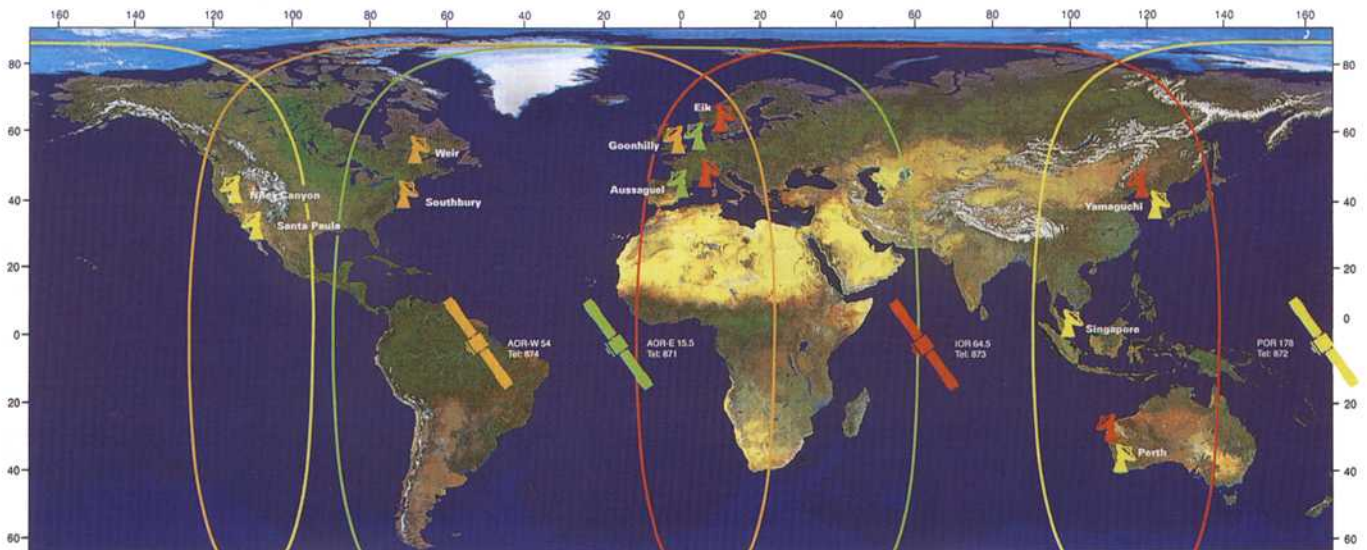 160 120 100 80 60 40 20 0 20 40 60 80 100 120 140 160
80 80
Eik
60 Weir Goonhilly 60
Aussaguel
Niles Canyon
40 Southbury Yamaguchi 40
Santa Paula
20 20
0 Singapore 0
AOR-W 54 AOR-E 15.5 IOR 64.5 POR 178
Tel: 874 Tel: 871 Tel: 873 Tel: 872
20 20
Perth
40 40
60 60